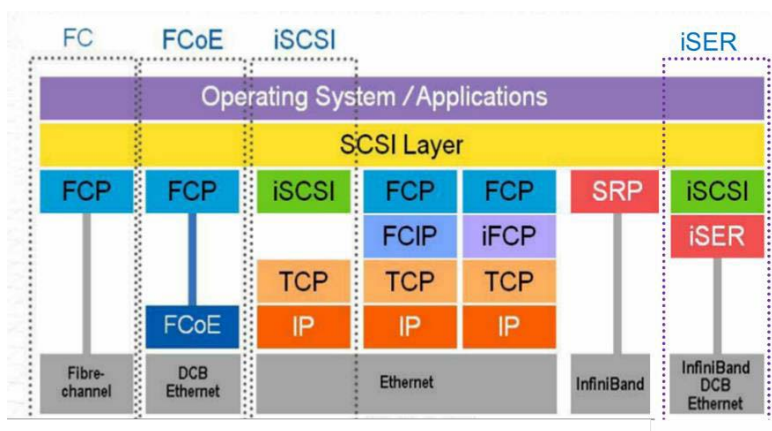 FC FCoE iSCSI iSER
Operating System / Applications
SCSI Layer
FCP FCP iSCSI FCP FCP SRP iSCSI
FCIP iFCP iSER
TCP TCP TCP
FCoE IP IP IP
Fibre-
channel
DCB
Ethernet
Ethernet
InfiniBand
InfiniBand
DCB
Ethernet